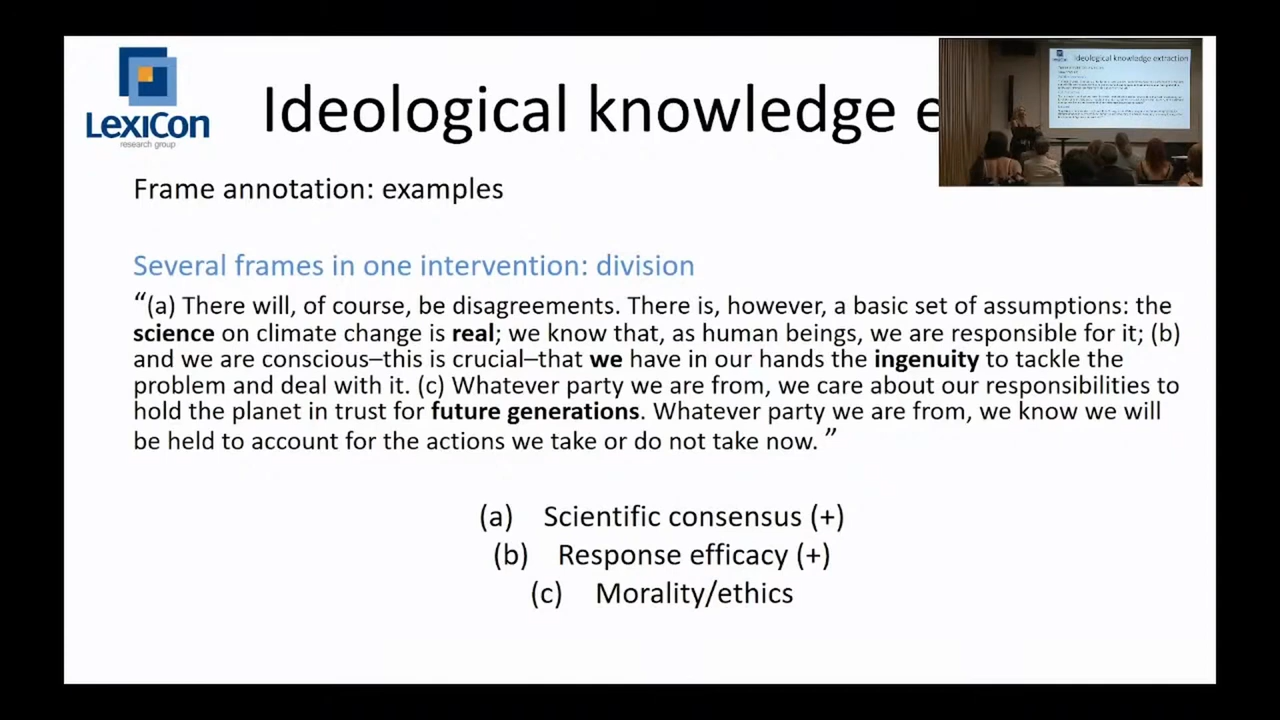 LexiCon
research group
Ideological knowledge e
Ideological knowledge extraction
Frame annotation: examples
Several frames in one intervention: division
“(a) There will, of course, be disagreements. There is, however, a basic set of assumptions: the
science on climate change is real; we know that, as human beings, we are responsible for it; (b)
and we are conscious–this is crucial–that we have in our hands the ingenuity to tackle the
problem and deal with it. (c) Whatever party we are from, we care about our responsibilities to
hold the planet in trust for future generations. Whatever party we are from, we know we will
be held to account for the actions we take or do not take now. ”
(a) Scientific consensus (+)
(b) Response efficacy (+)
(c) Morality/ethics